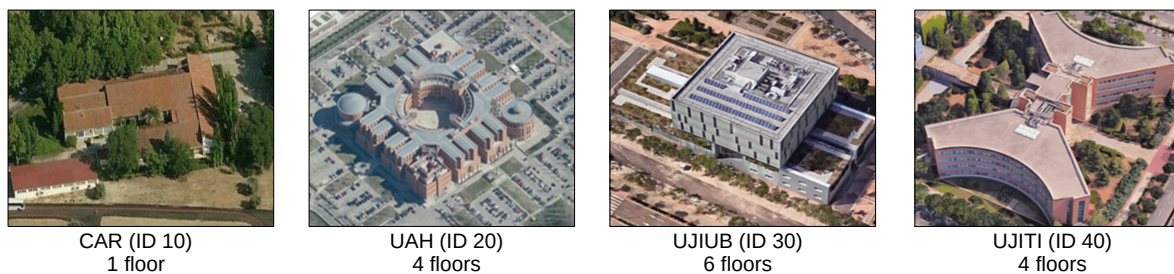 CAR (ID 10)
1 floor
UAH (ID 20)
4 floors
UJIUB (ID 30)
6 floors
UJITI (ID 40)
4 floors